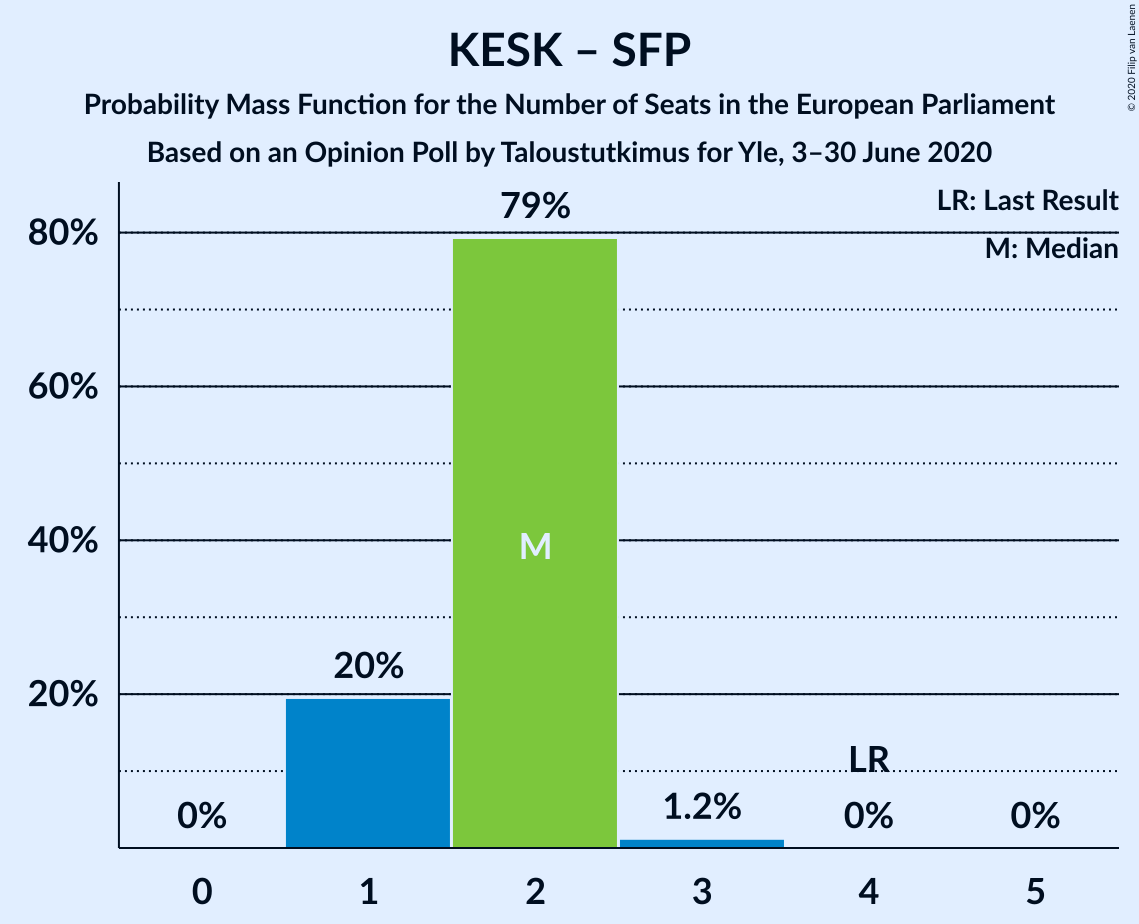 KESK – SFP
Probability Mass Function for the Number of Seats in the European Parliament
Based on an Opinion Poll by Taloustutkimus for Yle, 3–30 June 2020
© 2020 Filip van Laenen
LR: Last Result
M: Median
80%
60%
40%
20%
0%
20%
79%
M
1.2%
LR
0%
0%
0 1 2 3 4 5